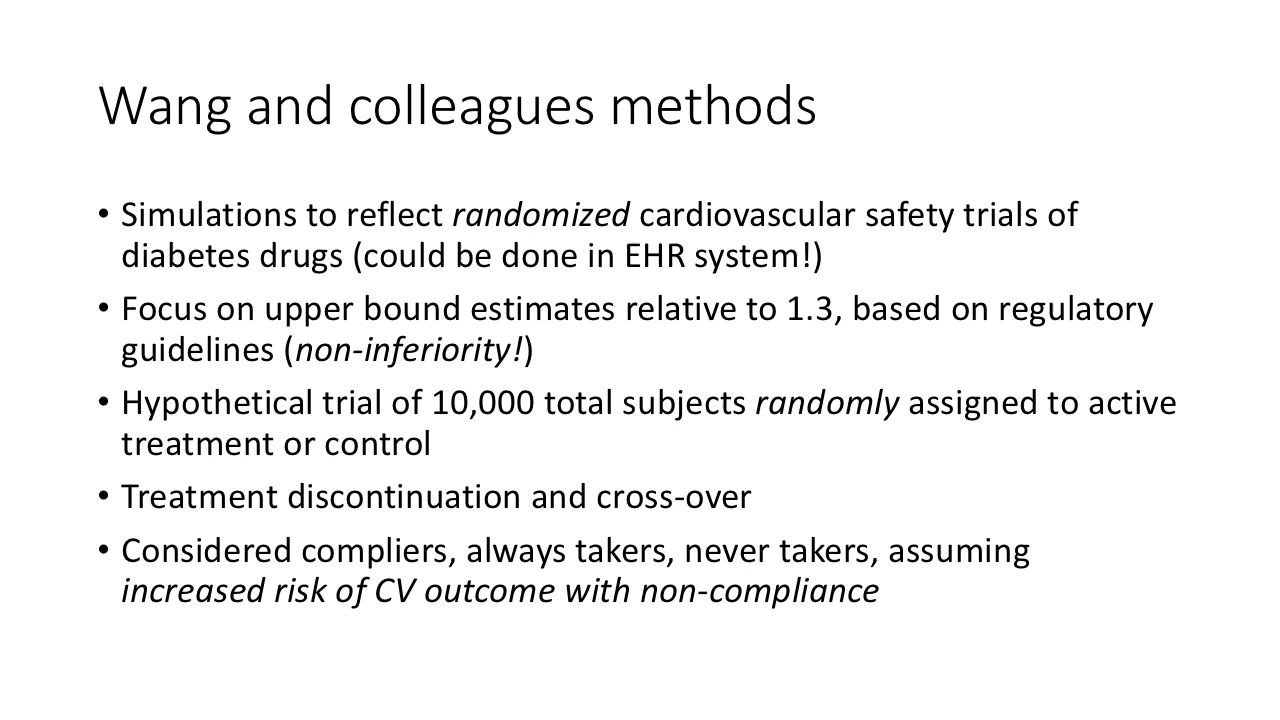 Wang and colleagues methods
• Simulations to reflect randomized cardiovascular safety trials of
diabetes drugs (could be done in EHR system!)
• Focus on upper bound estimates relative to 1.3, based on regulatory
guidelines (non-inferiority!)
• Hypothetical trial of 10,000 total subjects randomly assigned to active
treatment or control
• Treatment discontinuation and cross-over
• Considered compliers, always takers, never takers, assuming
increased risk of CV outcome with non-compliance